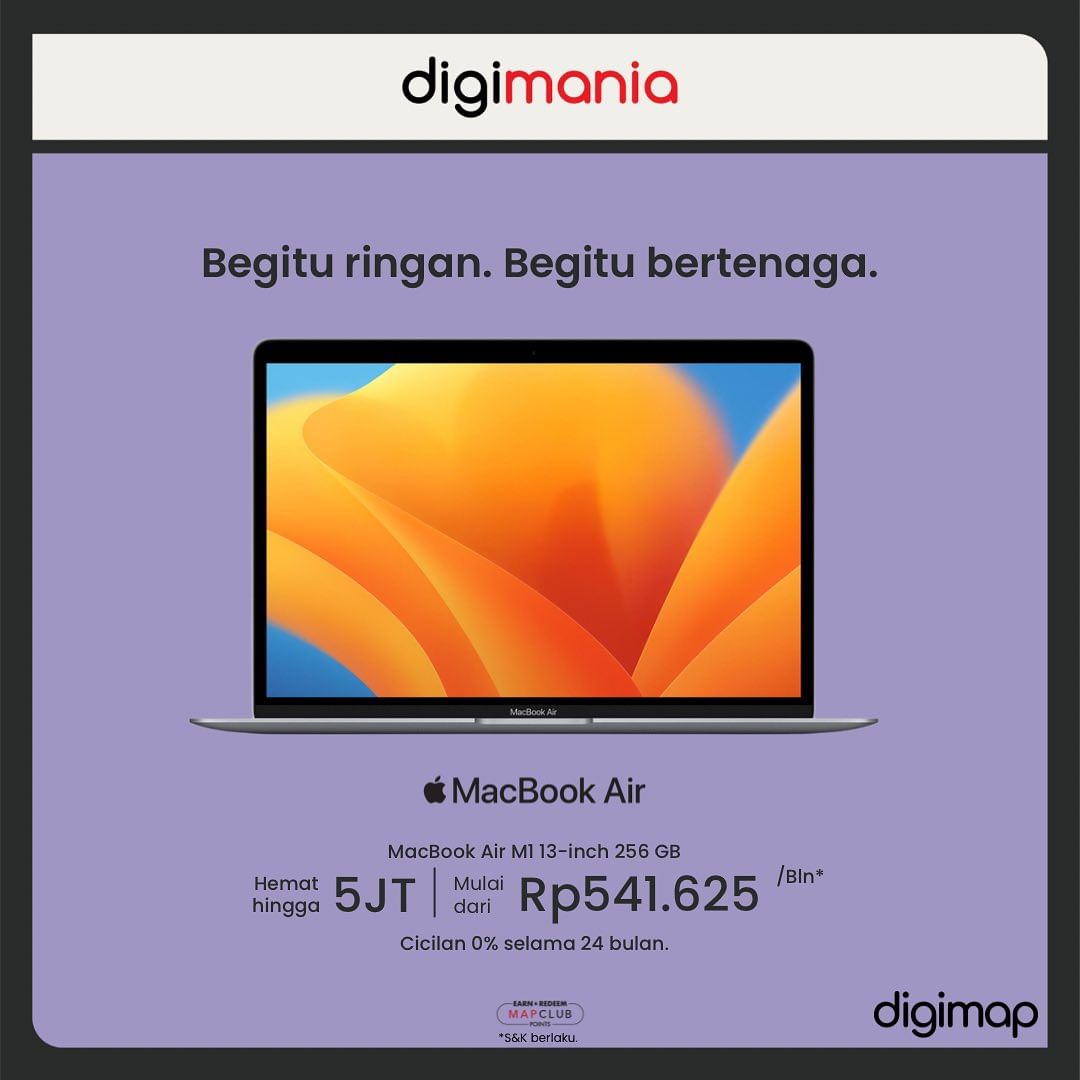 digimania
Begitu ringan. Begitu bertenaga.
MacBook Air
MacBook Air
MacBook Air M1 13-inch 256 GB
Hemat hingga 5JT | Mulai dari Rp541.625 /Bln*
Cicilan 0% selama 24 bulan.
EARN • REDEEM
MAPCLUB
POINTS
*S&K berlaku.
digimap